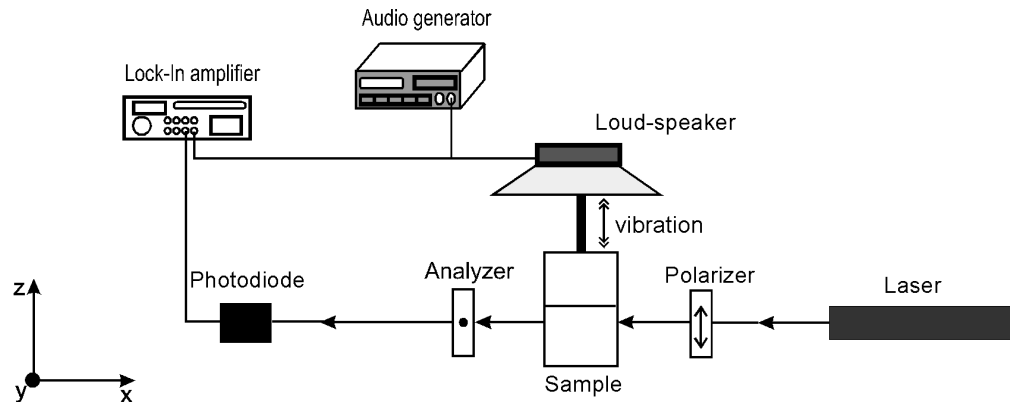 Audio generator
Lock-In amplifier
Loud-speaker
vibration
Photodiode
Analyzer
Polarizer
Laser
z
y
x
Sample